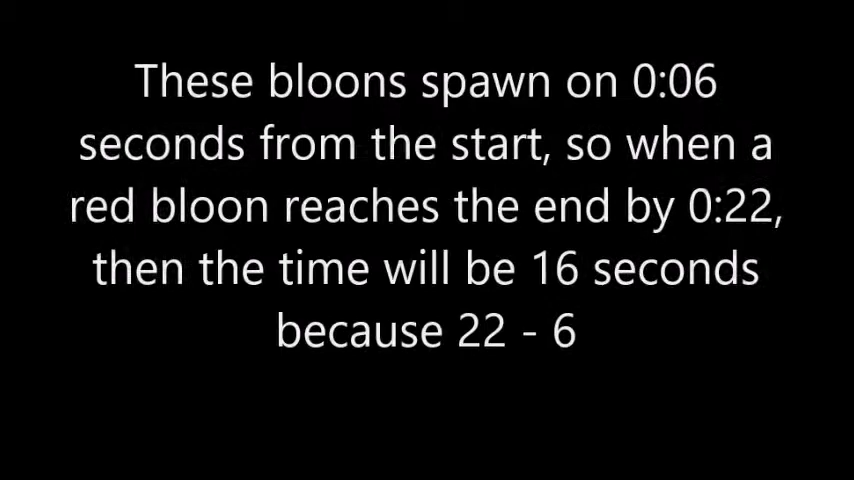 These bloons spawn on 0:06
seconds from the start, so when a
red bloon reaches the end by 0:22,
then the time will be 16 seconds
because 22 - 6